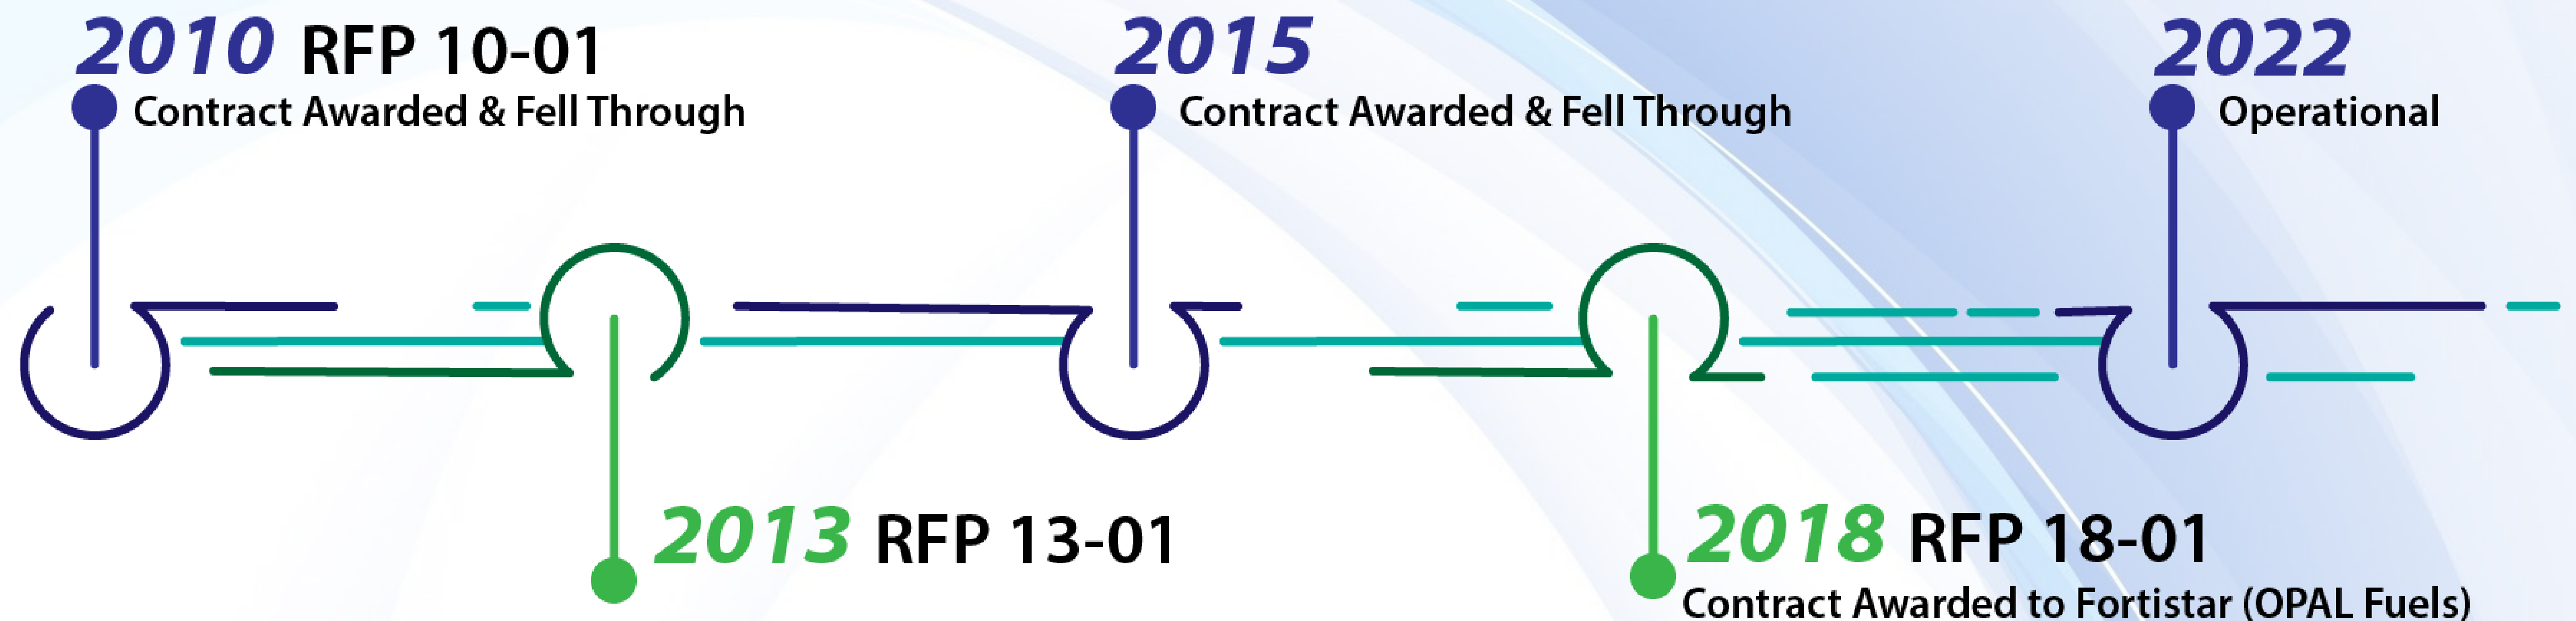 2010 RFP 10-01
Contract Awarded & Fell Through
2013 RFP 13-01
2015
Contract Awarded & Fell Through
2018 RFP 18-01
Contract Awarded to Fortistar (OPAL Fuels)
2022
Operational